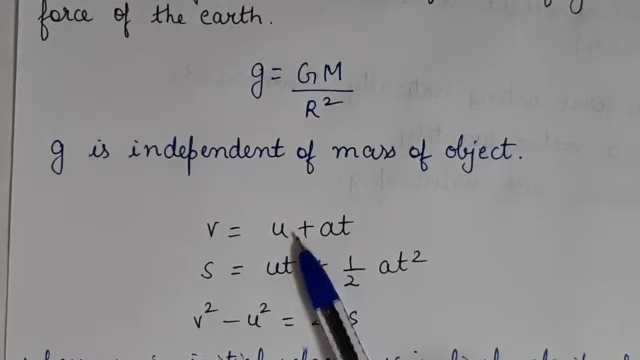 force of the earth.
g = GM / R²
g is independent of mass of object.
v = u + at
s = ut + 1/2 at²
v² - u² = 2 s